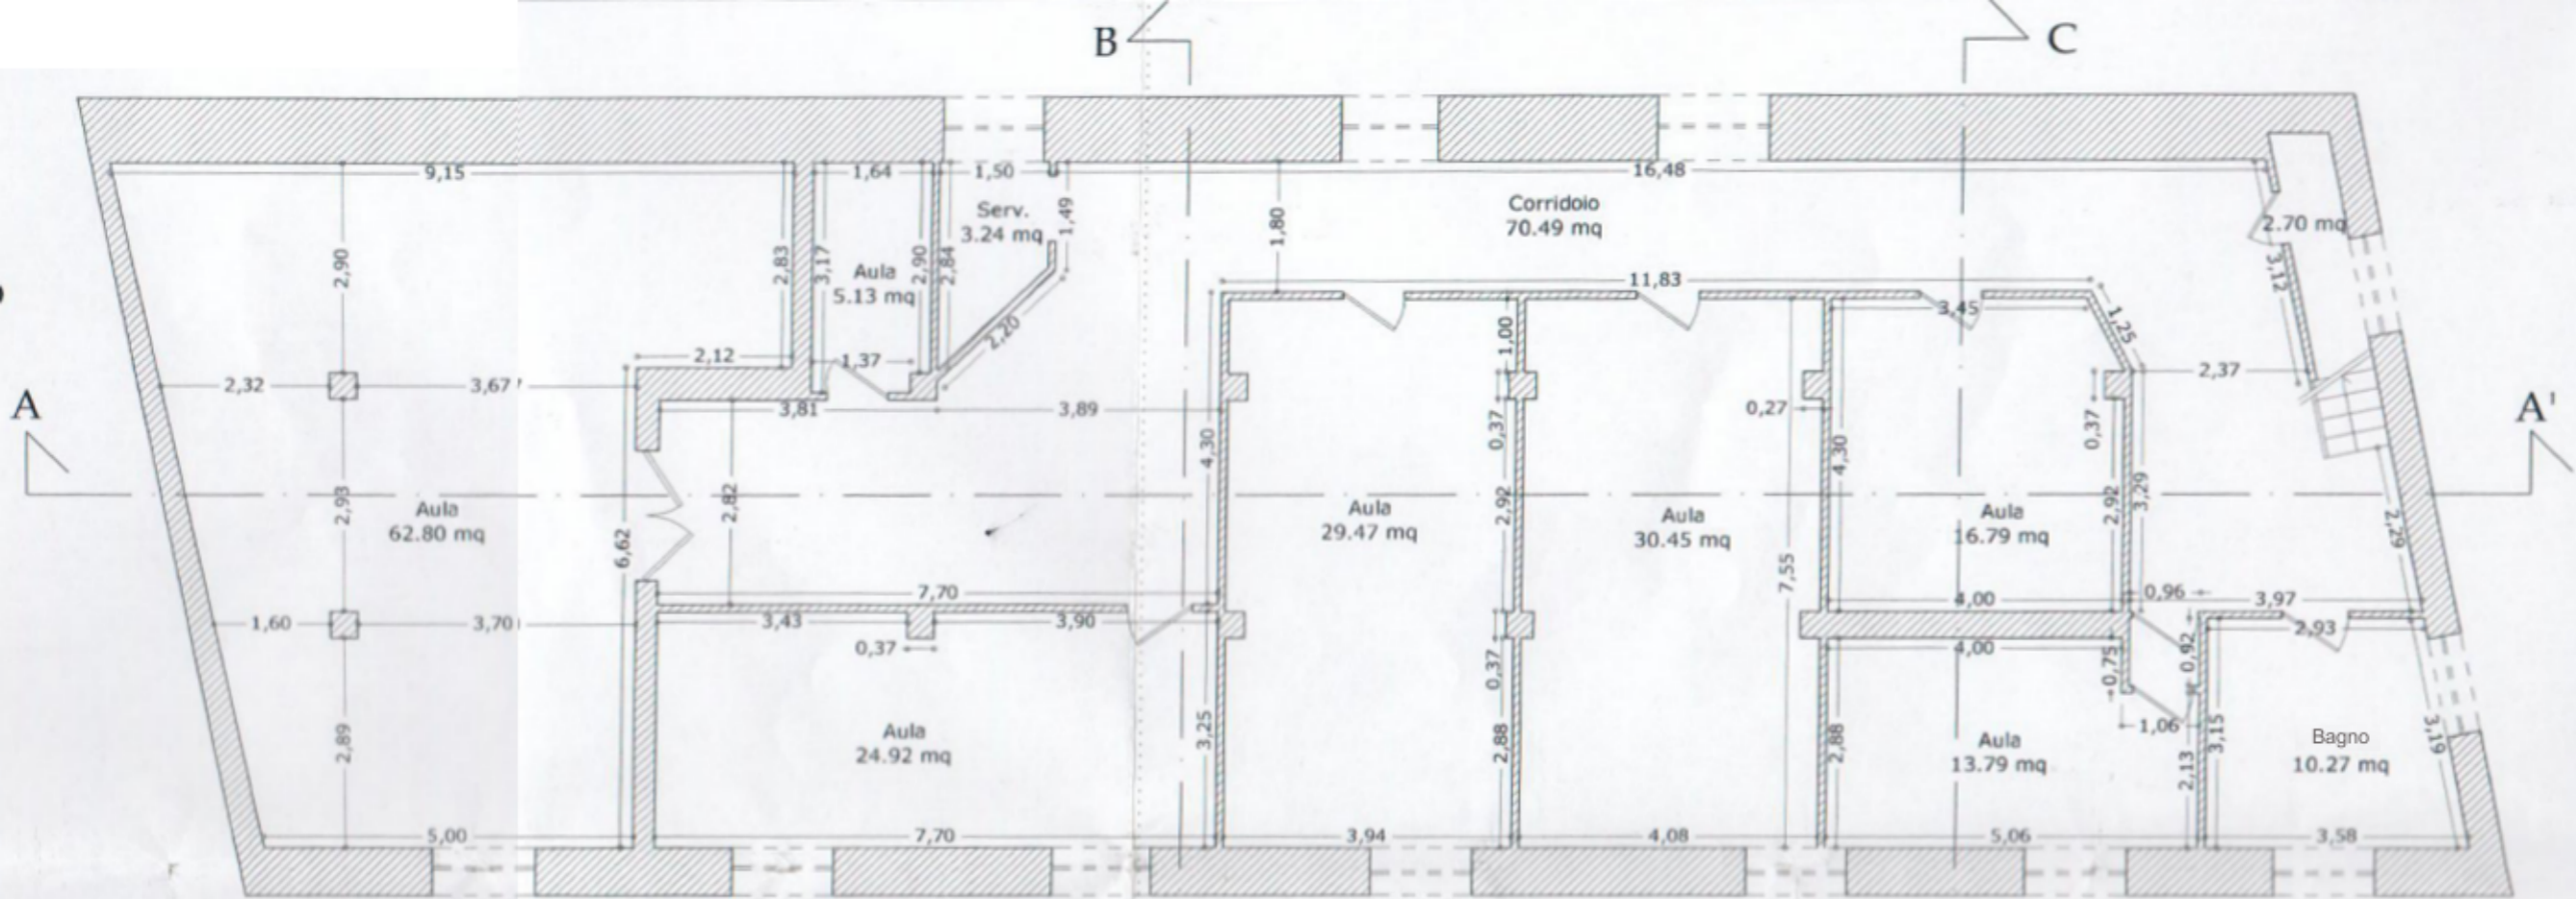 B
C
9,15
1,64
1,50
16,48
Serv.
3.24 mq
1,49
1,80
Corridoio
70.49 mq
2.70 mq
2,90
2,83
3,17
Aula
5.13 mq
2,90
2,84
2,20
11,83
3,45
1,25
3,12
1,00
2,12
1,37
2,32
3,67
2,37
A
A'
3,81
3,89
0,37
0,27
0,37
4,30
4,30
2,93
Aula
62.80 mq
2,82
6,62
Aula
29.47 mq
2,92
Aula
30.45 mq
Aula
16.79 mq
2,92
3,29
2,29
7,55
7,70
4,00
0,96
3,97
1,60
3,70
3,43
3,90
2,93
0,37
0,37
4,00
0,75
0,92
2,89
Aula
24.92 mq
3,25
2,88
2,88
Aula
13.79 mq
1,06
2,13
3,15
Bagno
10.27 mq
3,19
5,00
7,70
3,94
4,08
5,06
3,58